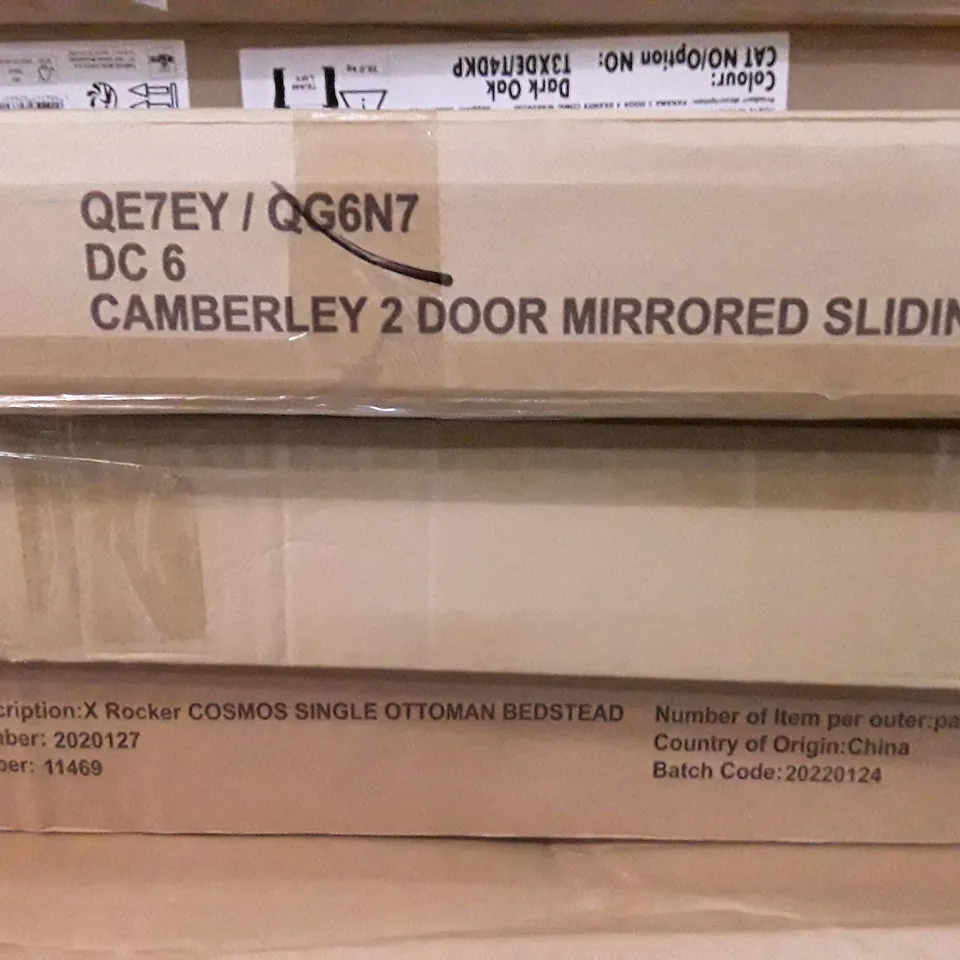 CAT NO/Option NO: T3XDE/T4DKP
Colour: Dark Oak
QE7EY / QG6N7
DC 6
CAMBERLEY 2 DOOR MIRRORED SLIDIN
cription:X Rocker COSMOS SINGLE OTTOMAN BEDSTEAD
mber: 2020127
ber: 11469
Number of Item per outer:pa
Country of Origin:China
Batch Code:20220124